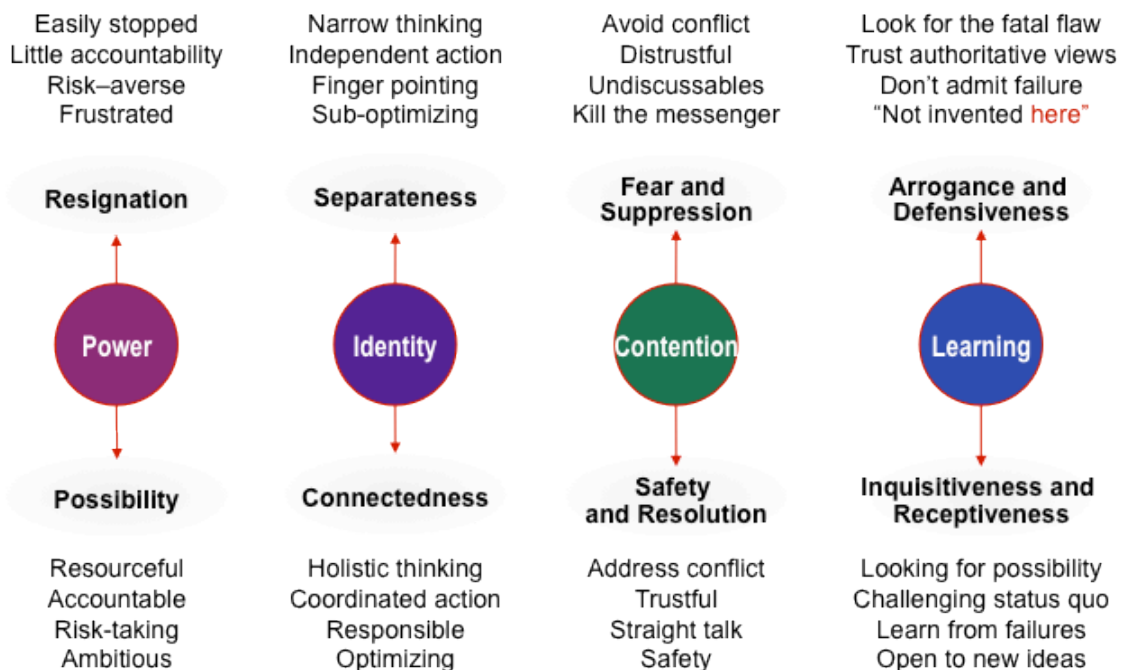 Easily stopped
Little accountability
Risk–averse
Frustrated
Narrow thinking
Independent action
Finger pointing
Sub-optimizing
Avoid conflict
Distrustful
Undiscussables
Kill the messenger
Look for the fatal flaw
Trust authoritative views
Don’t admit failure
“Not invented here”
Resignation
Separateness
Fear and
Suppression
Arrogance and
Defensiveness
Power
Identity
Contention
Learning
Possibility
Connectedness
Safety
and Resolution
Inquisitiveness and
Receptiveness
Resourceful
Accountable
Risk-taking
Ambitious
Holistic thinking
Coordinated action
Responsible
Optimizing
Address conflict
Trustful
Straight talk
Safety
Looking for possibility
Challenging status quo
Learn from failures
Open to new ideas